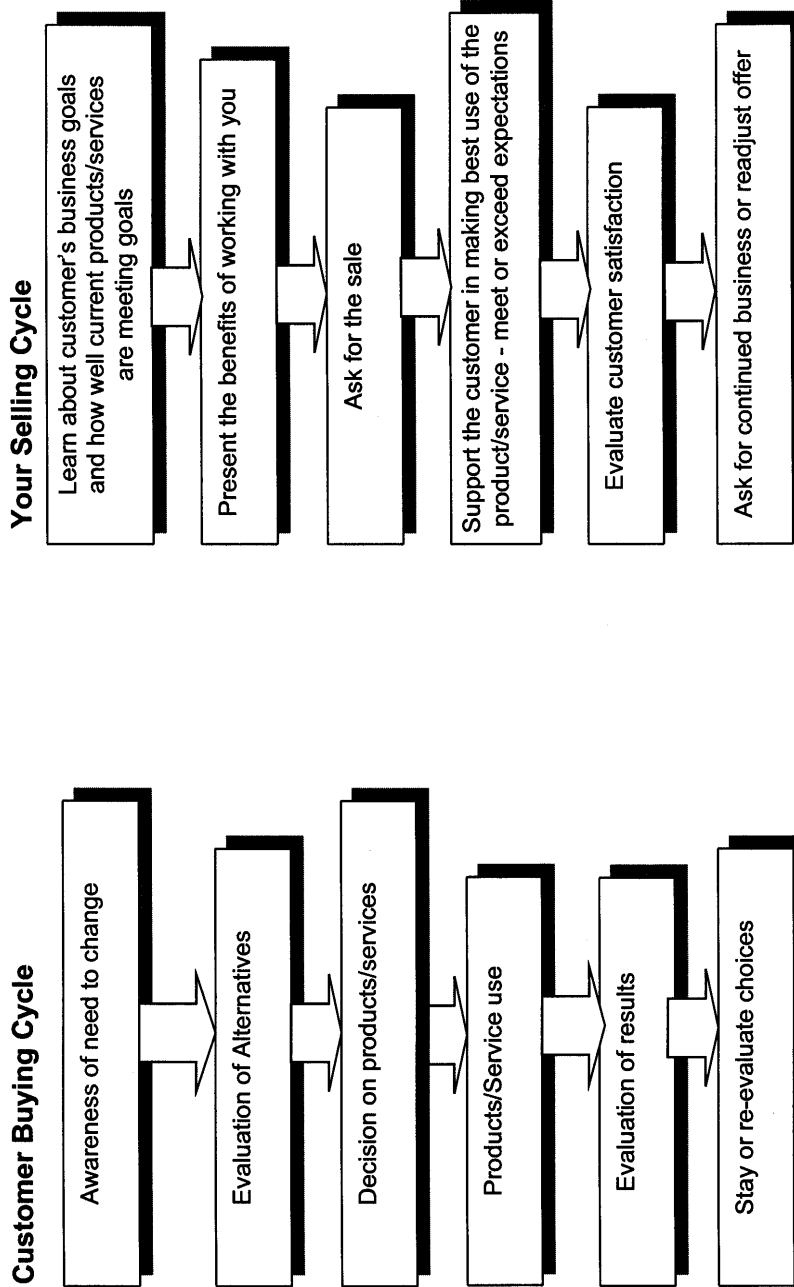 Customer Buying Cycle
Awareness of need to change
Evaluation of Alternatives
Decision on products/services
Products/Service use
Evaluation of results
Stay or re-evaluate choices
Your Selling Cycle
Learn about customer's business goals
and how well current products/services
are meeting goals
Present the benefits of working with you
Ask for the sale
Support the customer in making best use of the
product/service - meet or exceed expectations
Evaluate customer satisfaction
Ask for continued business or readjust offer